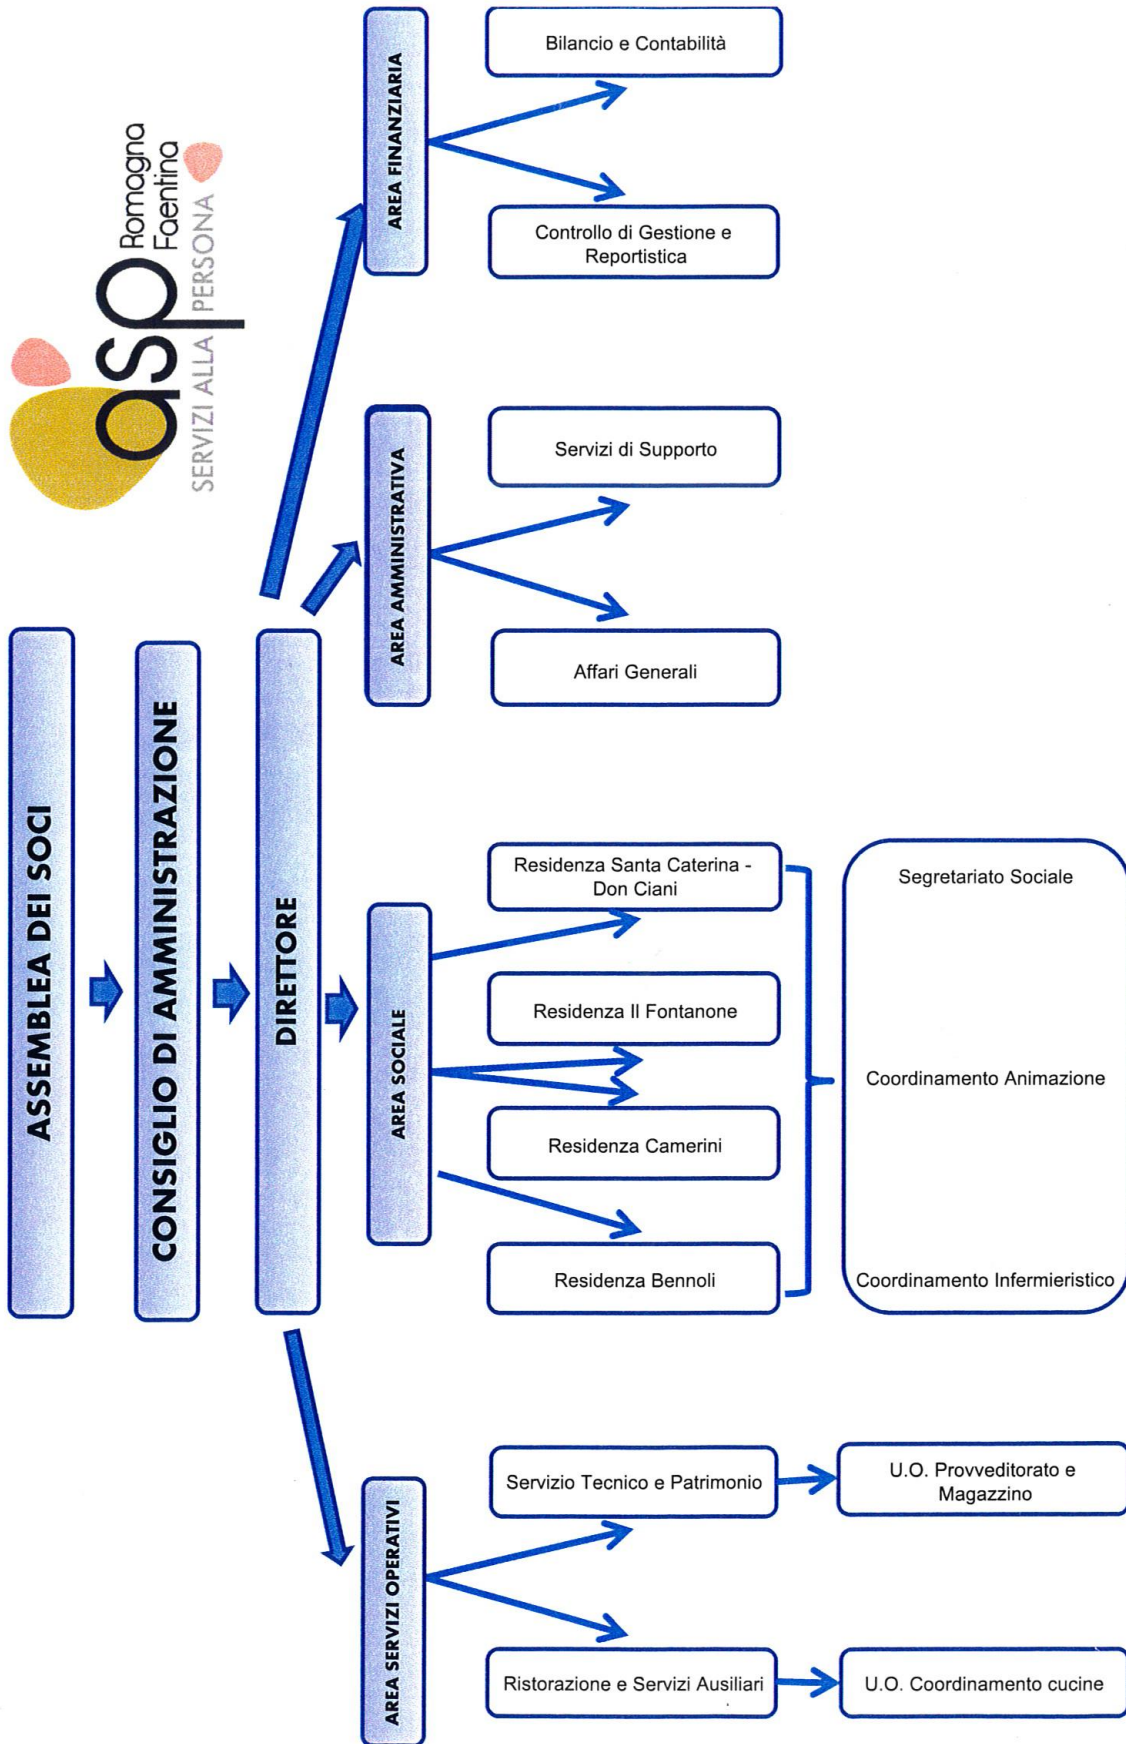 asp
Romagna
Faentina
SERVIZI ALLA PERSONA
ASSEMBLEA DEI SOCI
CONSIGLIO DI AMMINISTRAZIONE
DIRETTORE
AREA SERVIZI OPERATIVI
AREA SOCIALE
AREA AMMINISTRATIVA
AREA FINANZIARIA
Ristorazione e Servizi Ausiliari
Servizio Tecnico e Patrimonio
Residenza Bennoli
Residenza Camerini
Residenza Il Fontanone
Residenza Santa Caterina -
Don Ciani
Affari Generali
Servizi di Supporto
Controllo di Gestione e
Reportistica
Bilancio e Contabilità
U.O. Coordinamento cucine
U.O. Provveditorato e
Magazzino
Coordinamento Infermieristico
Coordinamento Animazione
Segretariato Sociale